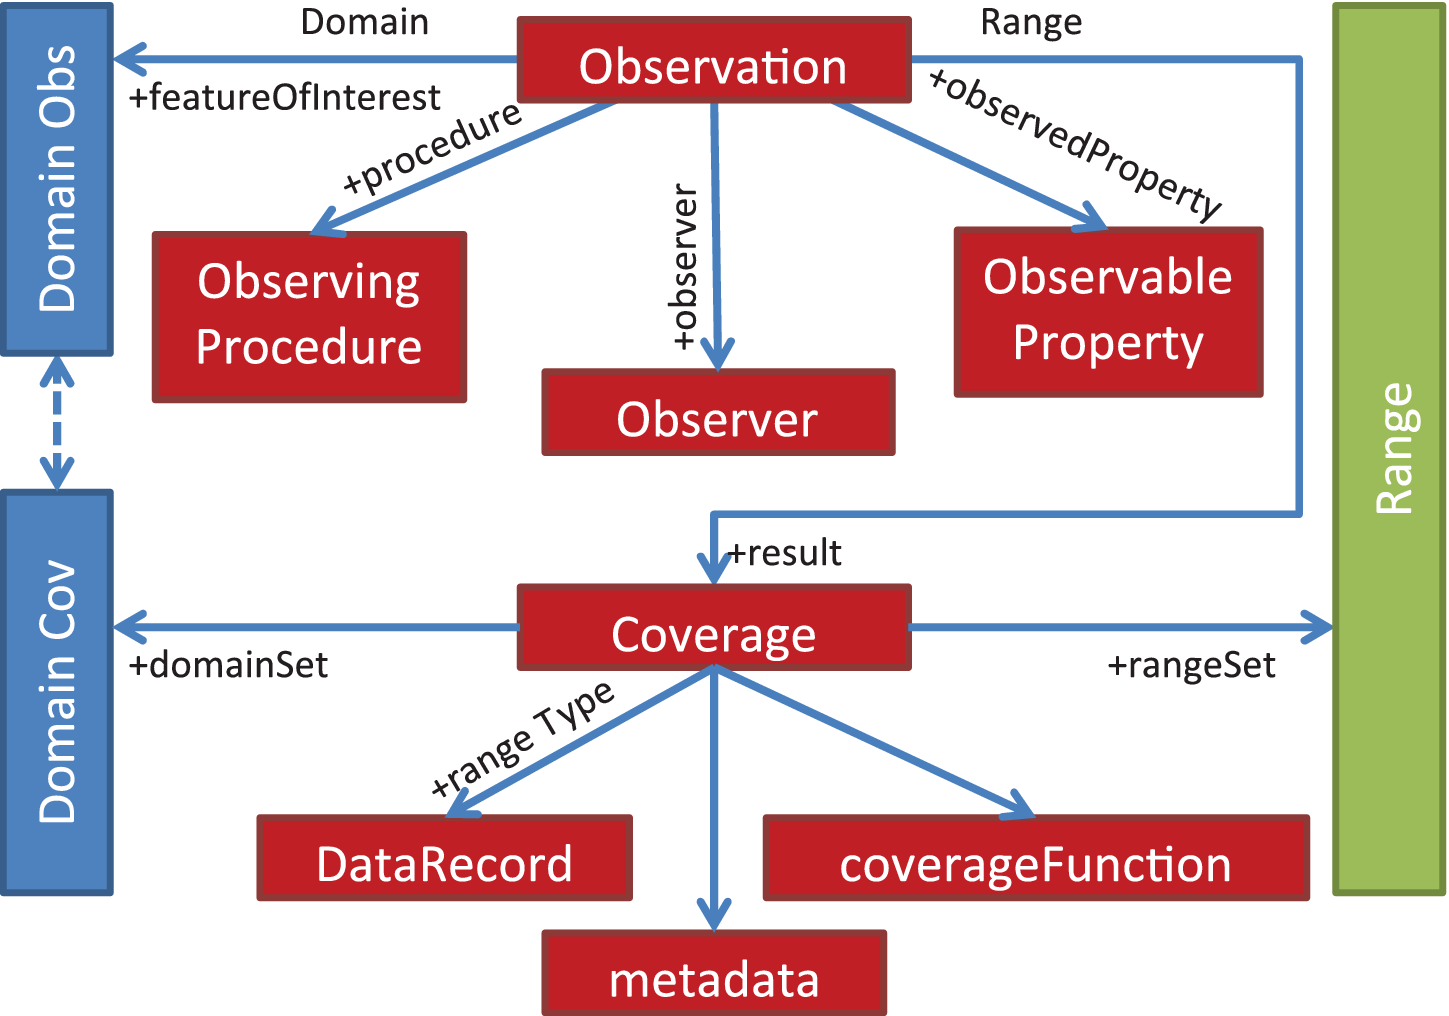 Domain
Observation
Range
+featureOfInterest
+procedure
+observer
+observedProperty
Domain Obs
Observing
Procedure
Observer
Observable
Property
Range
+result
Domain Cov
Coverage
+domainSet
+rangeSet
+range Type
DataRecord
coverageFunction
metadata